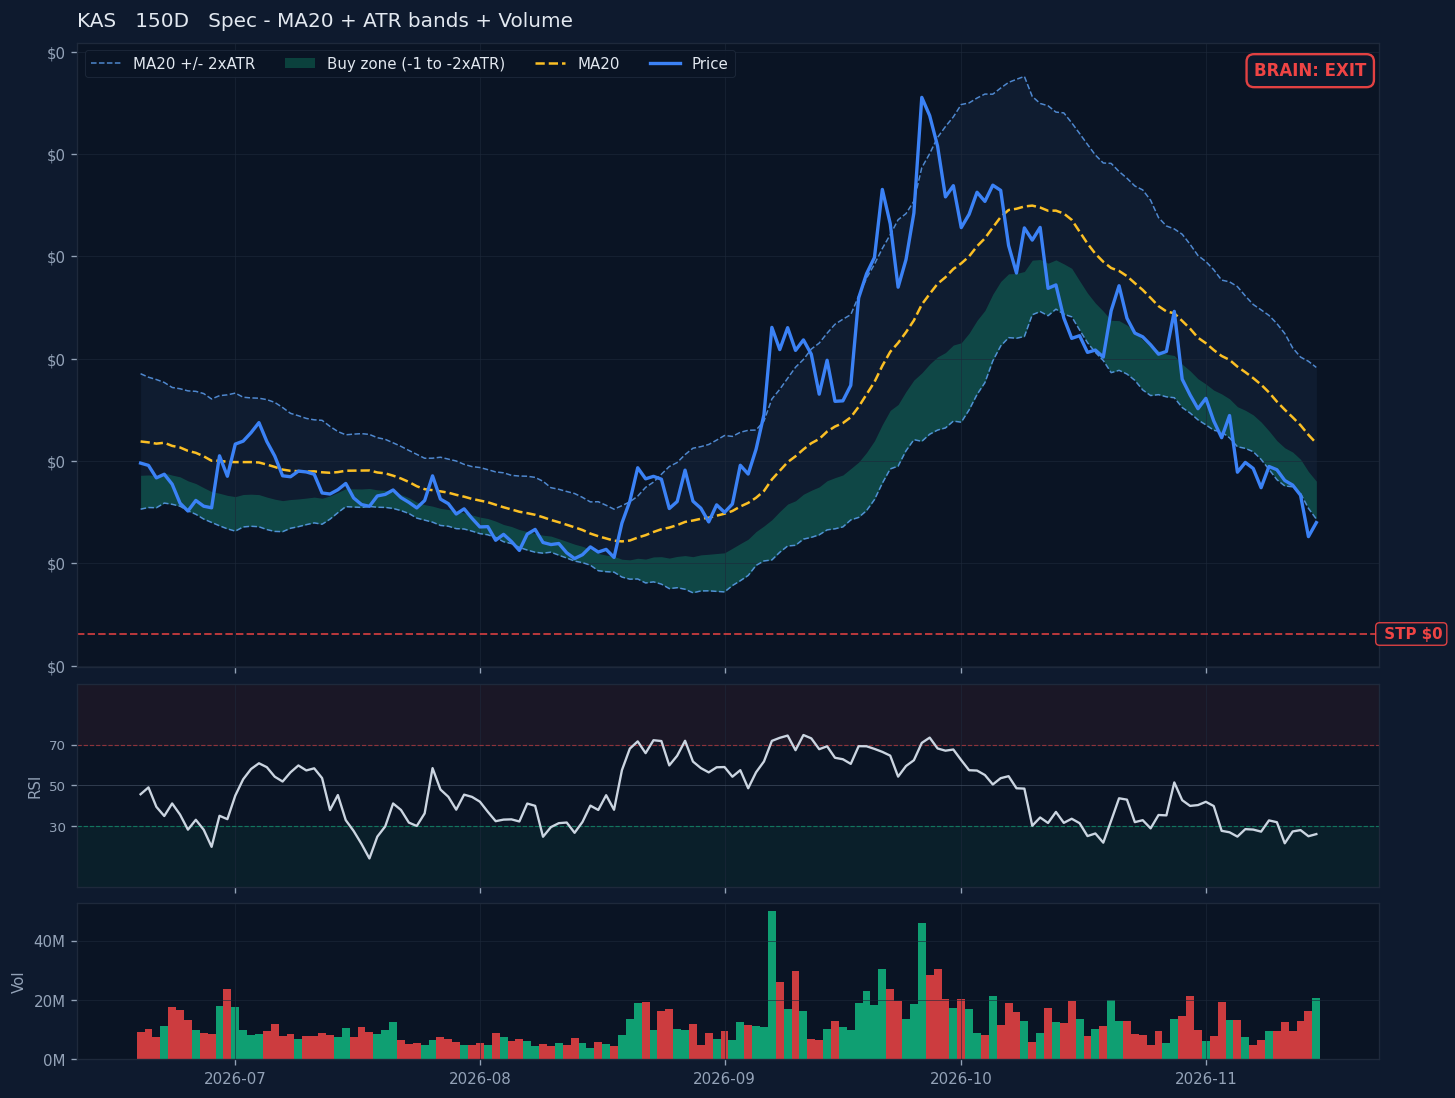 KAS 150D Spec - MA20 + ATR bands + Volume
MA20 +/- 2xATR Buy zone (-1 to -2xATR) MA20 Price
BRAIN: EXIT
$0
$0
$0
$0
$0
$0
$0
STP $0
RSI
70
50
30
Vol
40M
20M
0M
2026-07 2026-08 2026-09 2026-10 2026-11